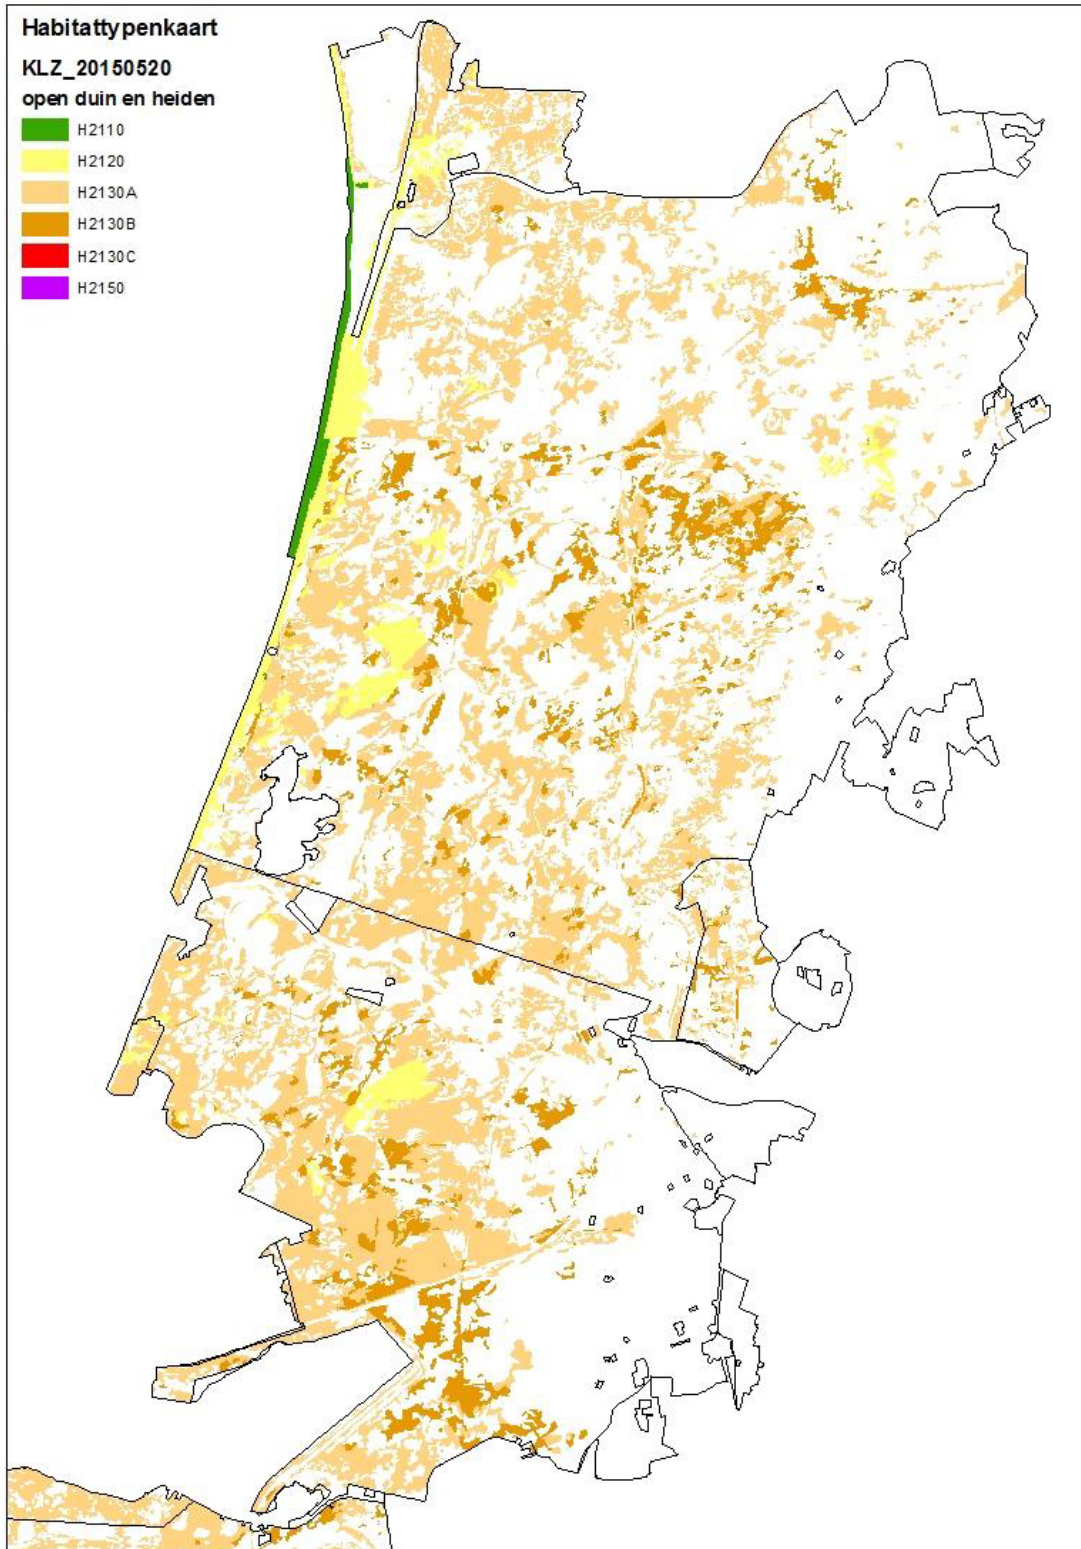 Habitattypenkaart
KLZ_20150520
open duin en heiden
H2110
H2120
H2130A
H2130B
H2130C
H2150